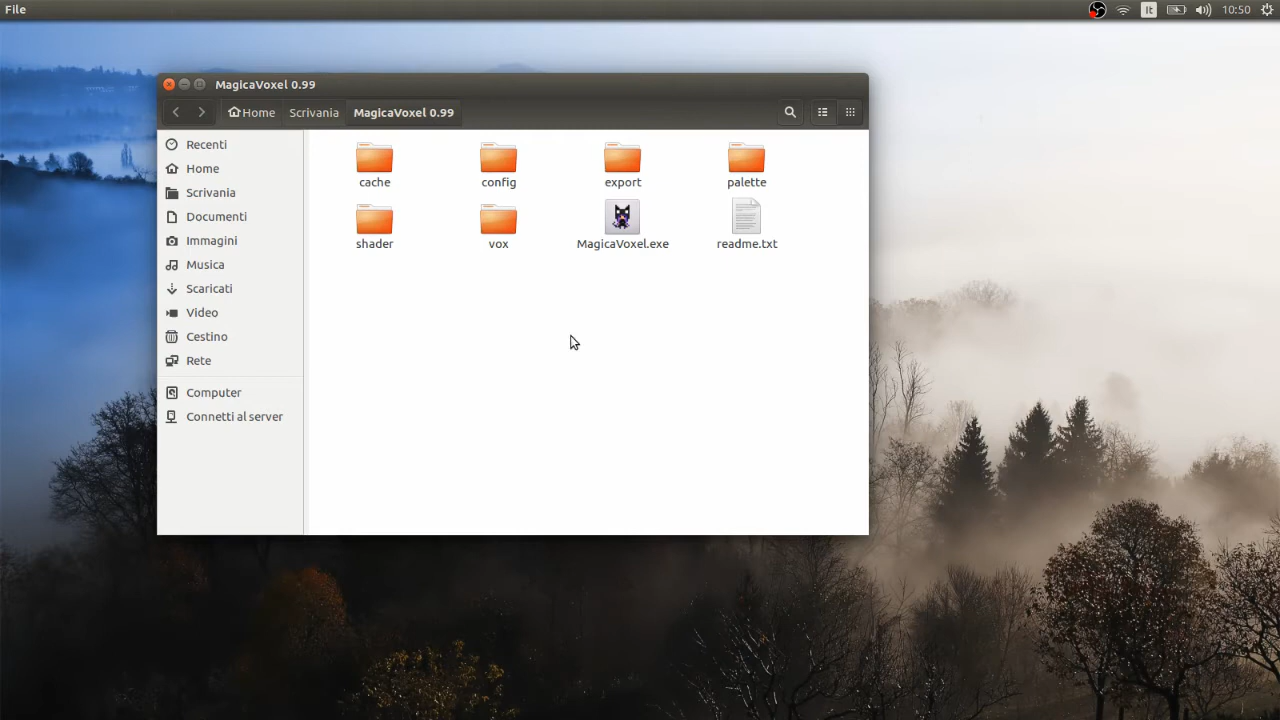 File
It
10:50
MagicaVoxel 0.99
Home
Scrivania
MagicaVoxel 0.99
Recenti
Home
Scrivania
Documenti
Immagini
Musica
Scaricati
Video
Cestino
Rete
Computer
Connetti al server
cache
config
export
palette
shader
vox
MagicaVoxel.exe
readme.txt